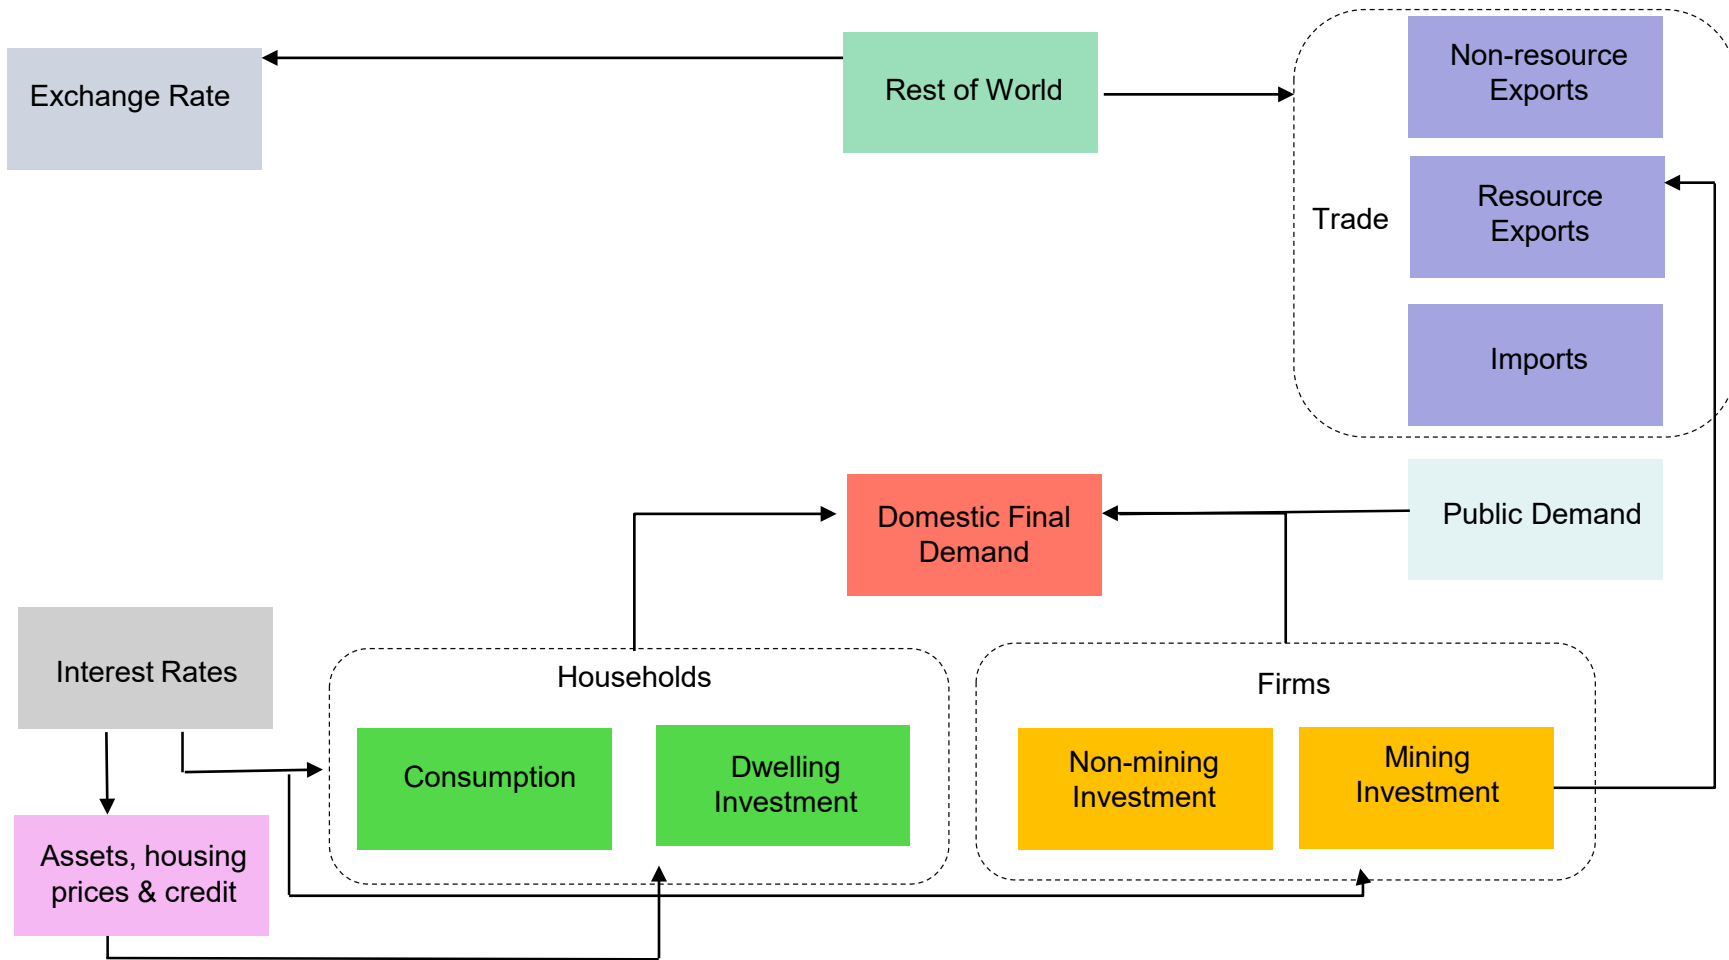 Exchange Rate
Rest of World
Non-resource
Exports
Trade
Resource
Exports
Imports
Domestic Final
Demand
Public Demand
Interest Rates
Households
Consumption
Dwelling
Investment
Firms
Non-mining
Investment
Mining
Investment
Assets, housing
prices & credit